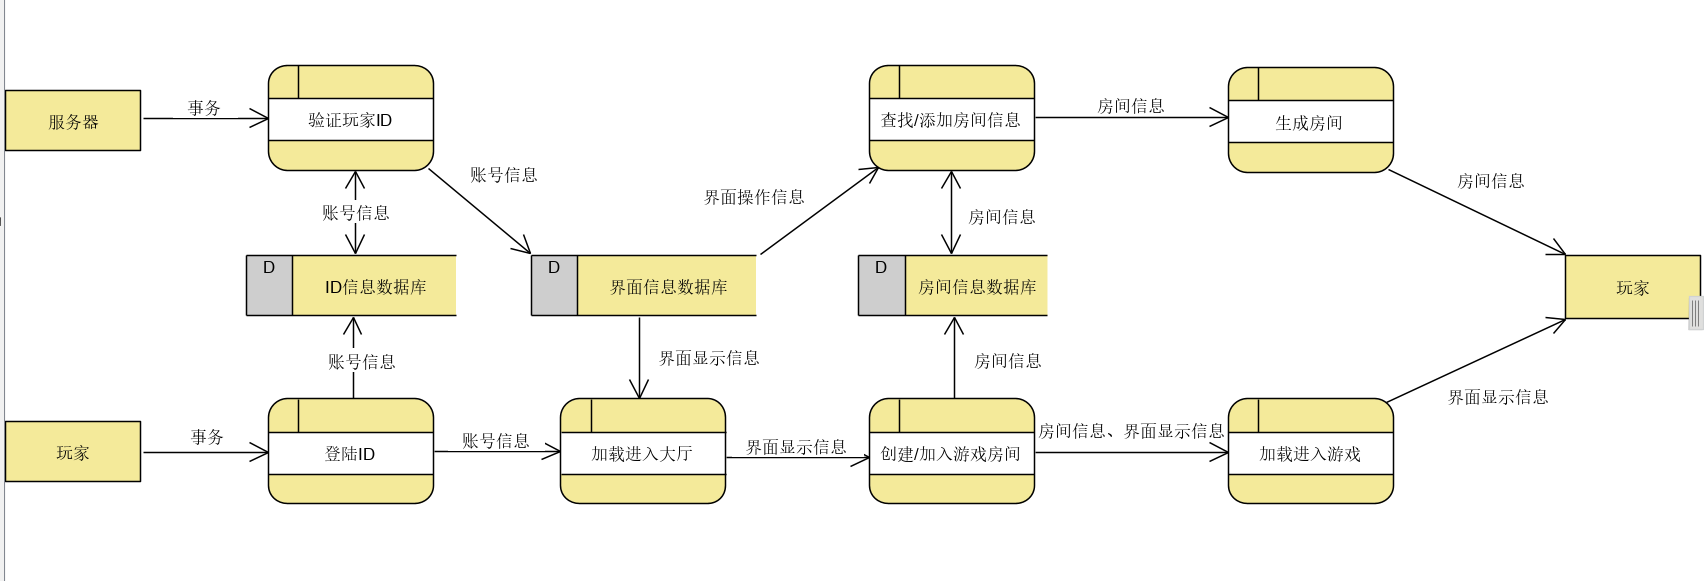 服务器
事务
验证玩家ID
账号信息
账号信息
D
ID信息数据库
账号信息
玩家
事务
登陆ID
账号信息
D
界面信息数据库
界面显示信息
加载进入大厅
界面显示信息
界面操作信息
查找/添加房间信息
房间信息
D
房间信息数据库
房间信息
创建/加入游戏房间
房间信息
生成房间
房间信息
房间信息、界面显示信息
加载进入游戏
界面显示信息
玩家